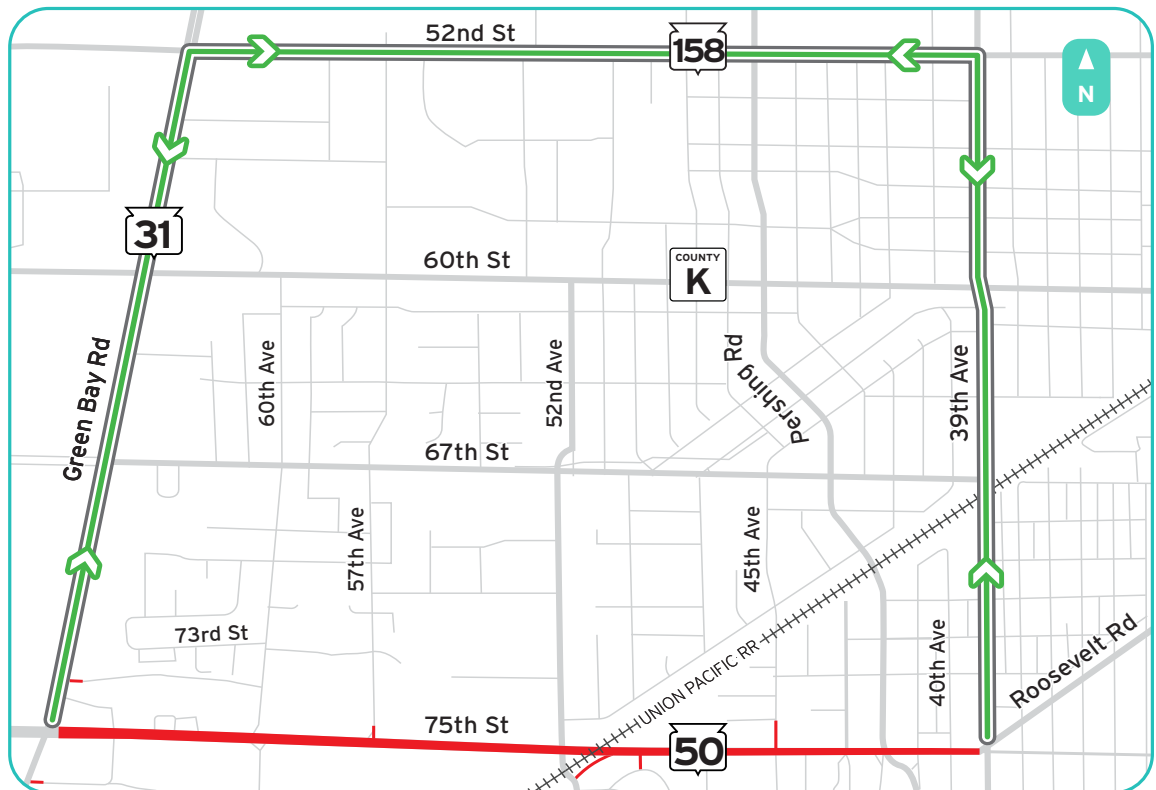 52nd St
158
N
31
60th St
COUNTY
K
Green Bay Rd
60th Ave
52nd Ave
Pershing Rd
39th Ave
67th St
57th Ave
45th Ave
73rd St
40th Ave
Roosevelt Rd
UNION PACIFIC RR
75th St
50